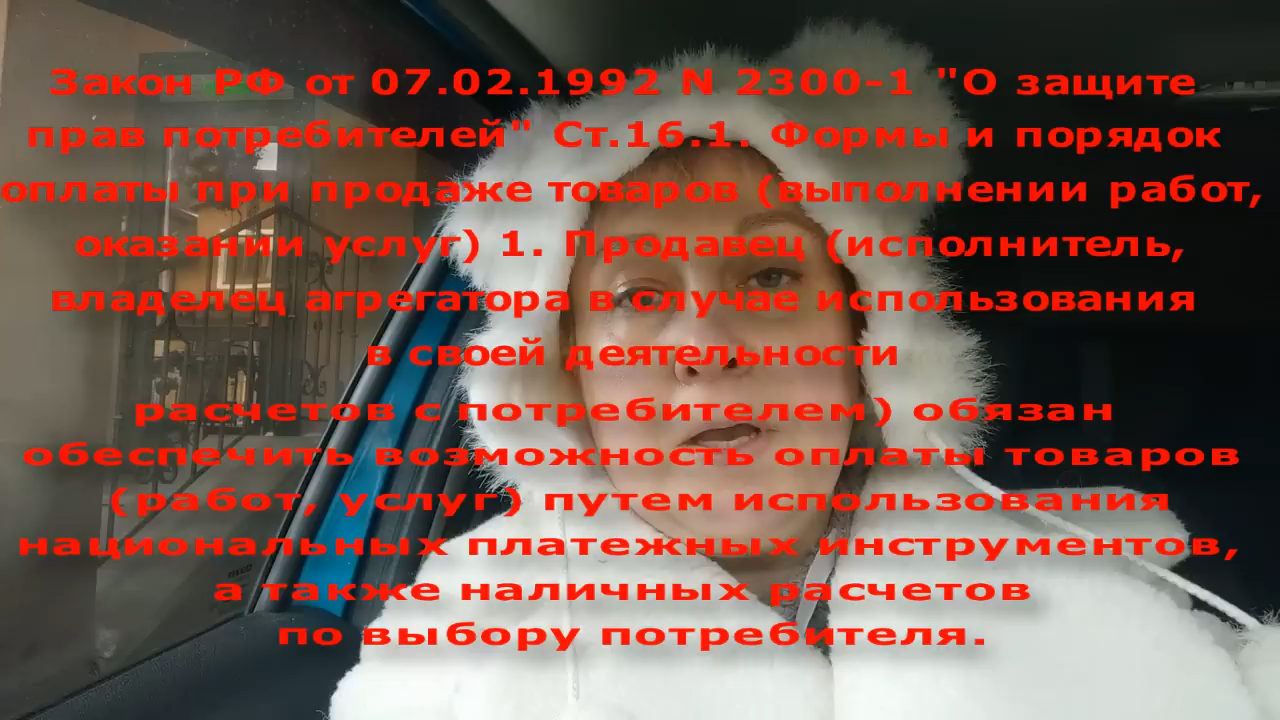 Закон РФ от 07.02.1992 N 2300-1 "О защите
прав потребителей" Ст.16.1. Формы и порядок
оплаты при продаже товаров (выполнении работ,
оказании услуг) 1. Продавец (исполнитель,
владелец агрегатора в случае использования
в своей деятельности
расчетов с потребителем) обязан
обеспечить возможность оплаты товаров
(работ, услуг) путем использования
национальных платежных инструментов,
а также наличных расчетов
по выбору потребителя.